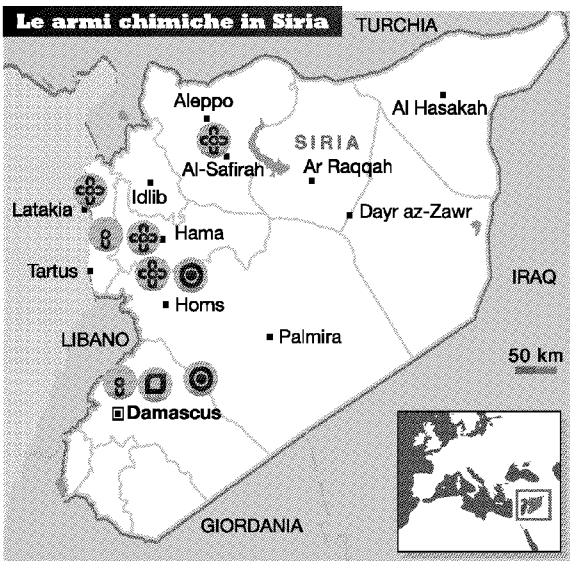 Le armi chimiche in Siria
TURCHIA
Aleppo
Al Hasakah
SIRIA
Al-Safirah
Ar Raqqah
Idlib
Latakia
Dayr az-Zawr
Hama
Tartus
IRAQ
Homs
LIBANO
Palmira
50 km
Damascus
GIORDANIA